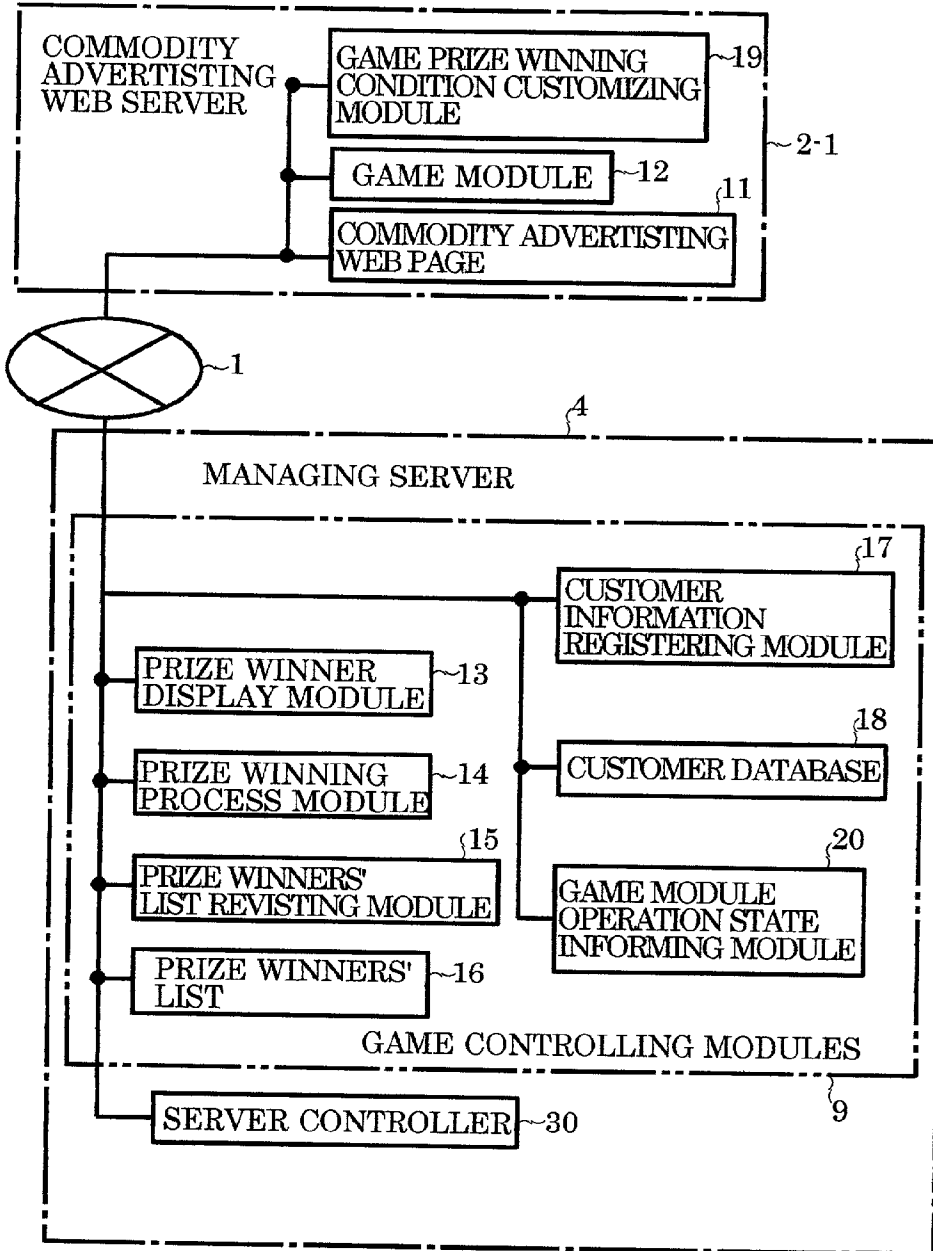 COMMODITY
ADVERTISTING
WEB SERVER
GAME PRIZE WINNING
CONDITION CUSTOMIZING
MODULE
19
2-1
GAME MODULE
12
11
COMMODITY ADVERTISTING
WEB PAGE
1
4
MANAGING SERVER
17
CUSTOMER
INFORMATION
REGISTERING MODULE
PRIZE WINNER
DISPLAY MODULE
13
18
CUSTOMER DATABASE
PRIZE WINNING
PROCESS MODULE
14
15
PRIZE WINNERS'
LIST REVISTING MODULE
20
GAME MODULE
OPERATION STATE
INFORMING MODULE
PRIZE WINNERS'
LIST
16
GAME CONTROLLING MODULES
9
SERVER CONTROLLER
30